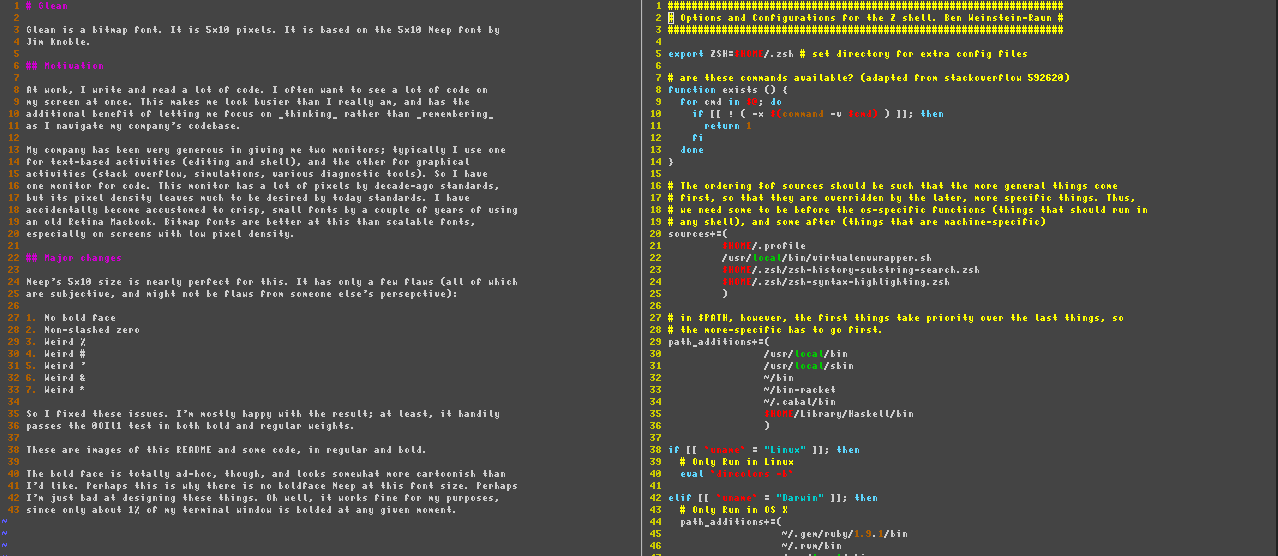 1 # Glean
2
3 Glean is a bitmap font. It is 5x10 pixels. It is based on the 5x10 Neep font by
4 Jim Knoble.
5
6 ## Motivation
7
8 At work, I write and read a lot of code. I often want to see a lot of code on
9 my screen at once. This makes me look busier than I really am, and has the
10 additional benefit of letting me focus on _thinking_ rather than _remembering_
11 as I navigate my company's codebase.
12
13 My company has been very generous in giving me two monitors; typically I use one
14 for text-based activities (editing and shell), and the other for graphical
15 activities (stack overflow, simulations, various diagnostic tools). So I have
16 one monitor for code. This monitor has a lot of pixels by decade-ago standards,
17 but its pixel density leaves much to be desired by today standards. I have
18 accidentally become accustomed to crisp, small fonts by a couple of years of using
19 an old Retina Macbook. Bitmap fonts are better at this than scalable fonts,
20 especially on screens with low pixel density.
21
22 ## Major changes
23
24 Neep's 5x10 size is nearly perfect for this. It has only a few flaws (all of which
25 are subjective, and might not be flaws from someone else's persepctive):
26
27 1. No bold face
28 2. Non-slashed zero
29 3. Weird %
30 4. Weird #
31 5. Weird '
32 6. Weird &
33 7. Weird *
34
35 So I fixed these issues. I'm mostly happy with the result; at least, it handily
36 passes the 0OIl1 test in both bold and regular weights.
37
38 These are images of this README and some code, in regular and bold.
39
40 The bold face is totally ad-hoc, though, and looks somewhat more cartoonish than
41 I'd like. Perhaps this is why there is no boldface Neep at this font size. Perhaps
42 I'm just bad at designing these things. Oh well, it works fine for my purposes,
43 since only about 1% of my terminal window is bolded at any given moment.
~
~
~
1 ##################################################################
2 # Options and Configurations for the Z shell. Ben Weinstein-Raun #
3 ##################################################################
4
5 export ZSH=$HOME/.zsh # set directory for extra config files
6
7 # are these commands available? (adapted from stackoverflow 592620)
8 function exists () {
9 for cmd in $@; do
10 if [[ ! ( -x $(command -v $cmd) ) ]]; then
11 return 1
12 fi
13 done
14 }
15
16 # The ordering $of sources should be such that the more general things come
17 # first, so that they are overridden by the later, more specific things. Thus,
18 # we need some to be before the os-specific functions (things that should run in
19 # any shell), and some after (things that are machine-specific)
20 sources+=(
21 $HOME/.profile
22 /usr/local/bin/virtualenvwrapper.sh
23 $HOME/.zsh/zsh-history-substring-search.zsh
24 $HOME/.zsh/zsh-syntax-highlighting.zsh
25 )
26
27 # in $PATH, however, the first things take priority over the last things, so
28 # the more-specific has to go first.
29 path_additions+=(
30 /usr/local/bin
31 /usr/local/sbin
32 ~/bin
33 ~/bin-racket
34 ~/.cabal/bin
35 $HOME/Library/Haskell/bin
36 )
37
38 if [[ `uname` = "Linux" ]]; then
39 # Only Run in Linux
40 eval `dircolors -b`
41
42 elif [[ `uname` = "Darwin" ]]; then
43 # Only Run in OS X
44 path_additions+=(
45 ~/.gem/ruby/1.9.1/bin
46 ~/.rvm/bin